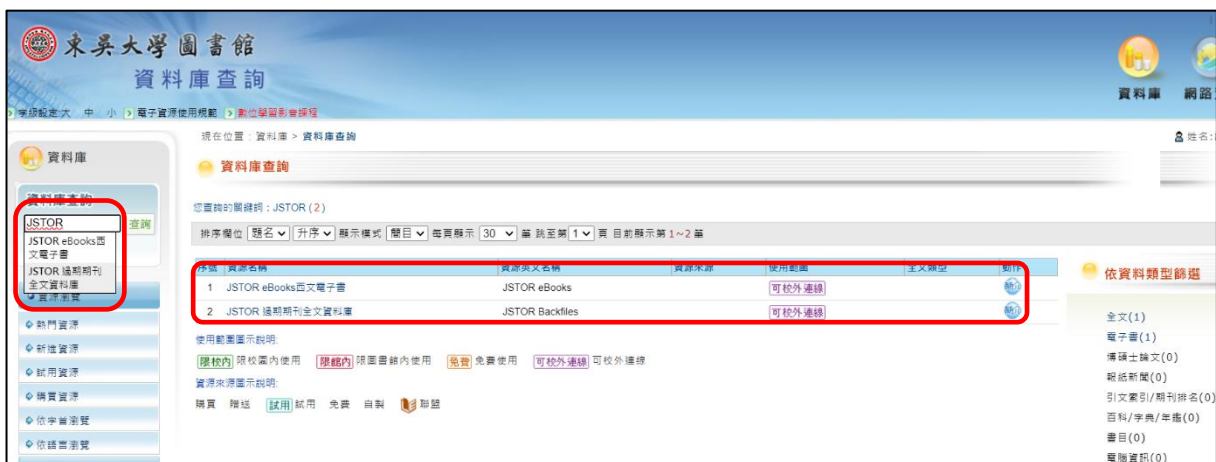 東吳大學圖書館
資料庫查詢
資料庫
網路
字級設定大 中 小 電子資源使用規範 數位學習影音課程
現在位置：資料庫 > 資料庫查詢
姓名:
資料庫
資料庫查詢
資料庫查詢
JSTOR 查詢
JSTOR eBooks西文電子書
JSTOR 過期期刊全文資料庫
資源瀏覽
熱門資源
新進資源
試用資源
購買資源
依字首瀏覽
依語言瀏覽
您查詢的關鍵詞：JSTOR (2)
排序欄位 題名 升序 顯示模式 簡目 每頁顯示 30 筆 跳至第 1 頁 目前顯示第 1~2 筆
序號 資源名稱 資源英文名稱 資源來源 使用範圍 全文類型 動作
1 JSTOR eBooks西文電子書 JSTOR eBooks 可校外連線 簡介
2 JSTOR 過期期刊全文資料庫 JSTOR Backfiles 可校外連線 簡介
使用範圍圖示說明:
限校內 限校園內使用 限館內 限圖書館內使用 免費 免費使用 可校外連線 可校外連線
資源來源圖示說明:
購買 贈送 試用 試用 免費 自製 聯盟
依資料類型篩選
全文(1)
電子書(1)
博碩士論文(0)
報紙新聞(0)
引文索引/期刊排名(0)
百科/字典/年鑑(0)
書目(0)
電腦資訊(0)